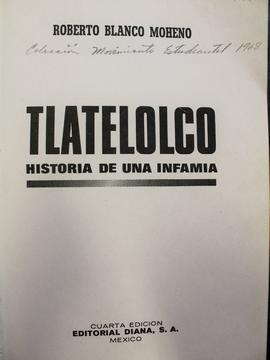 ROBERTO BLANCO MOHENO
Colección Movimiento Estudiantil 1968
TLATELOLCO
HISTORIA DE UNA INFAMIA
CUARTA EDICION
EDITORIAL DIANA, S. A.
MEXICO